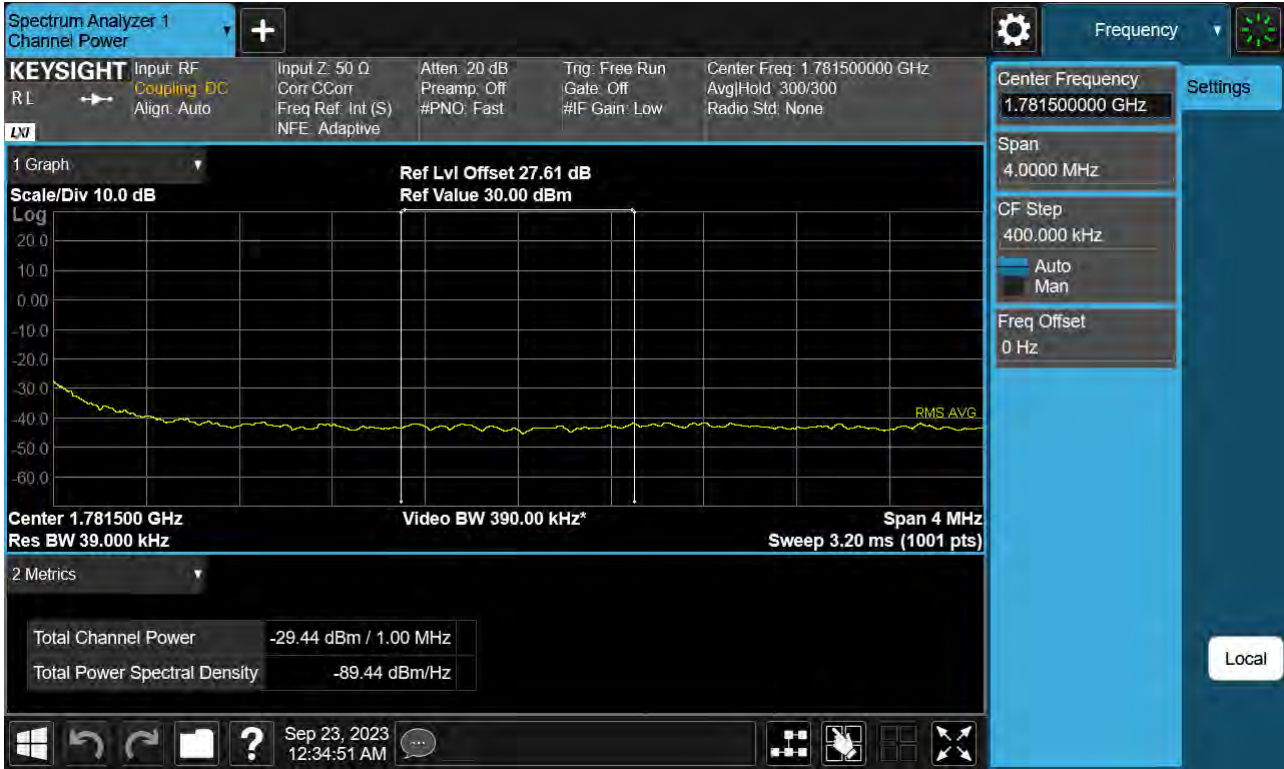 Spectrum Analyzer 1
Channel Power
Frequency
KEYSIGHT
R L
LXI
Input: RF
Coupling: DC
Align: Auto
Input Z: 50 Ω
Corr CCorr
Freq Ref: Int (S)
NFE: Adaptive
Atten: 20 dB
Preamp: Off
#PNO: Fast
Trig: Free Run
Gate: Off
#IF Gain: Low
Center Freq: 1.781500000 GHz
Avg|Hold: 300/300
Radio Std: None
Center Frequency
1.781500000 GHz
Settings
Span
4.0000 MHz
CF Step
400.000 kHz
Auto
Man
Freq Offset
0 Hz
Local
1 Graph
Ref Lvl Offset 27.61 dB
Scale/Div 10.0 dB
Ref Value 30.00 dBm
Log
20.0
10.0
0.00
-10.0
-20.0
-30.0
-40.0
-50.0
-60.0
RMS AVG
Center 1.781500 GHz
Video BW 390.00 kHz*
Span 4 MHz
Res BW 39.000 kHz
Sweep 3.20 ms (1001 pts)
2 Metrics
Total Channel Power -29.44 dBm / 1.00 MHz
Total Power Spectral Density -89.44 dBm/Hz
?
Sep 23, 2023
12:34:51 AM